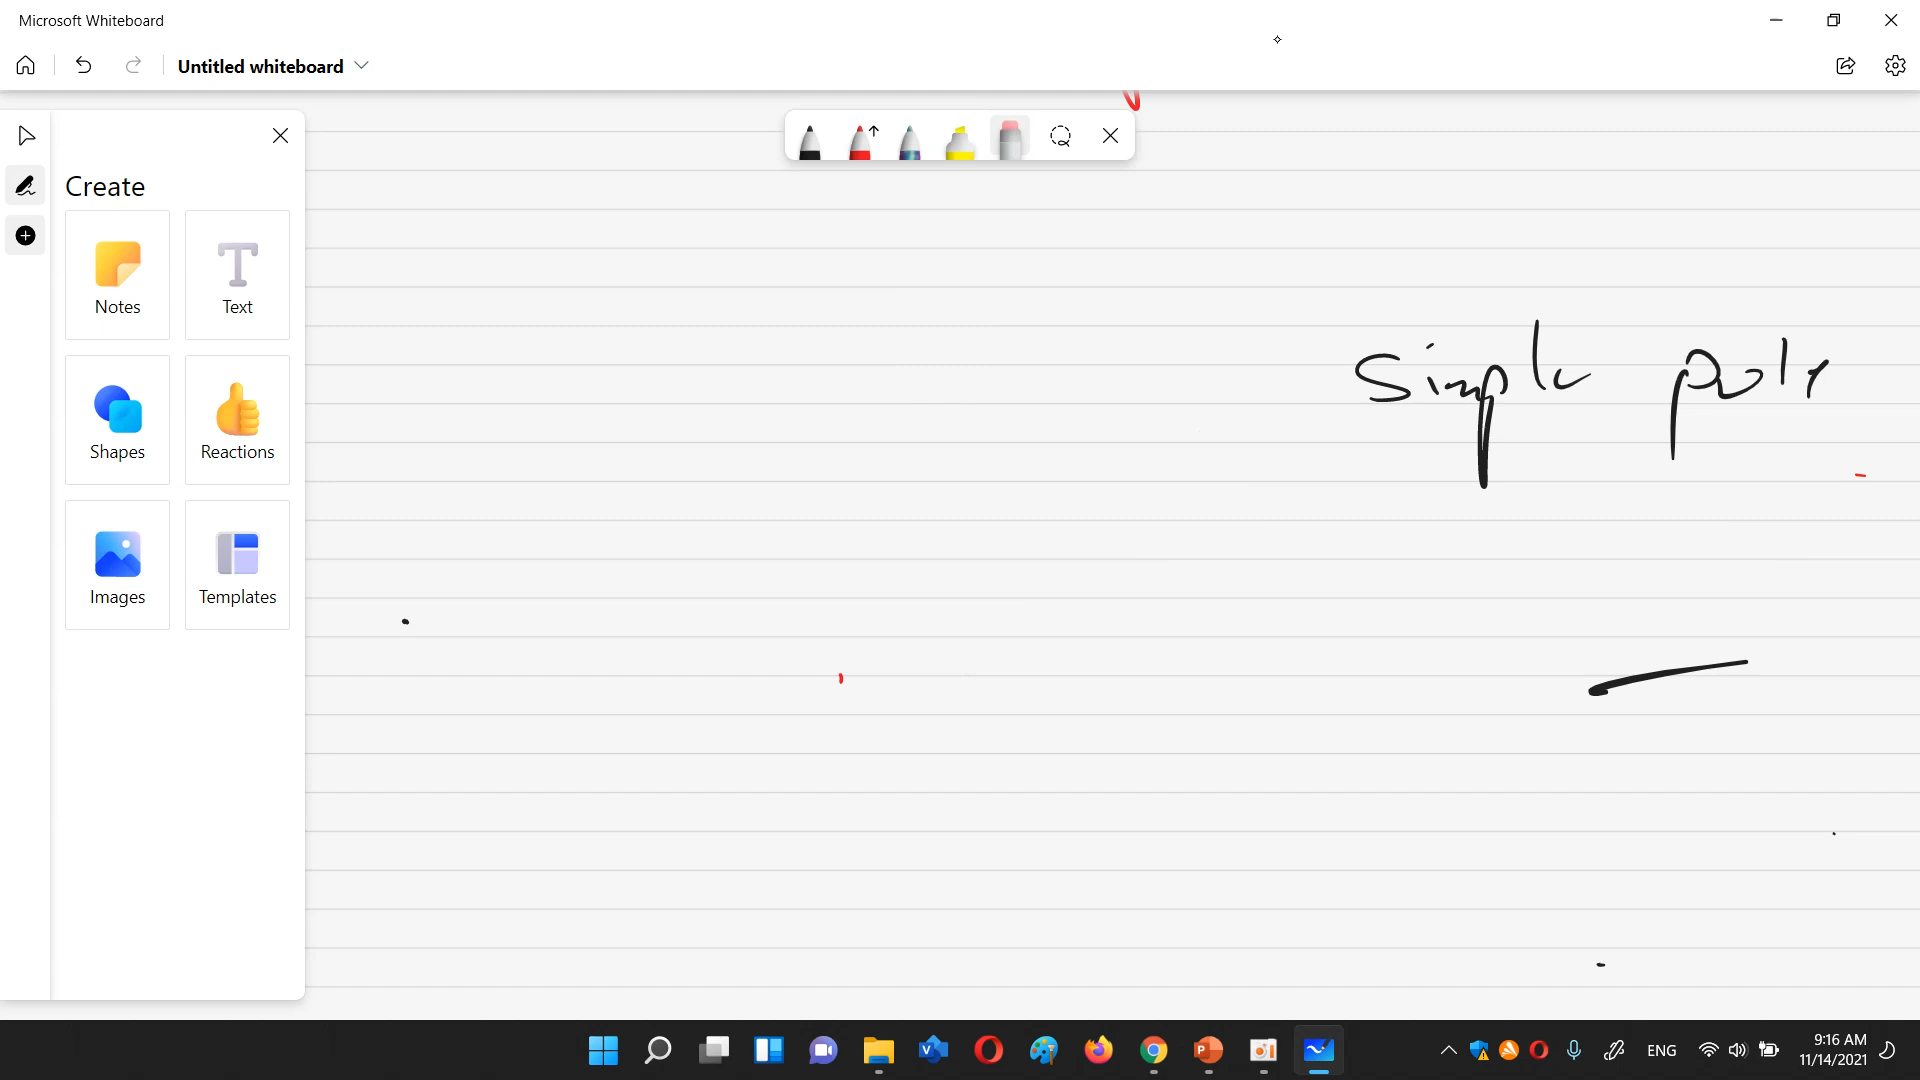 Microsoft Whiteboard
Untitled whiteboard
Create
Notes
Text
Shapes
Reactions
Images
Templates
Simple pole
ENG
9:16 AM
11/14/2021